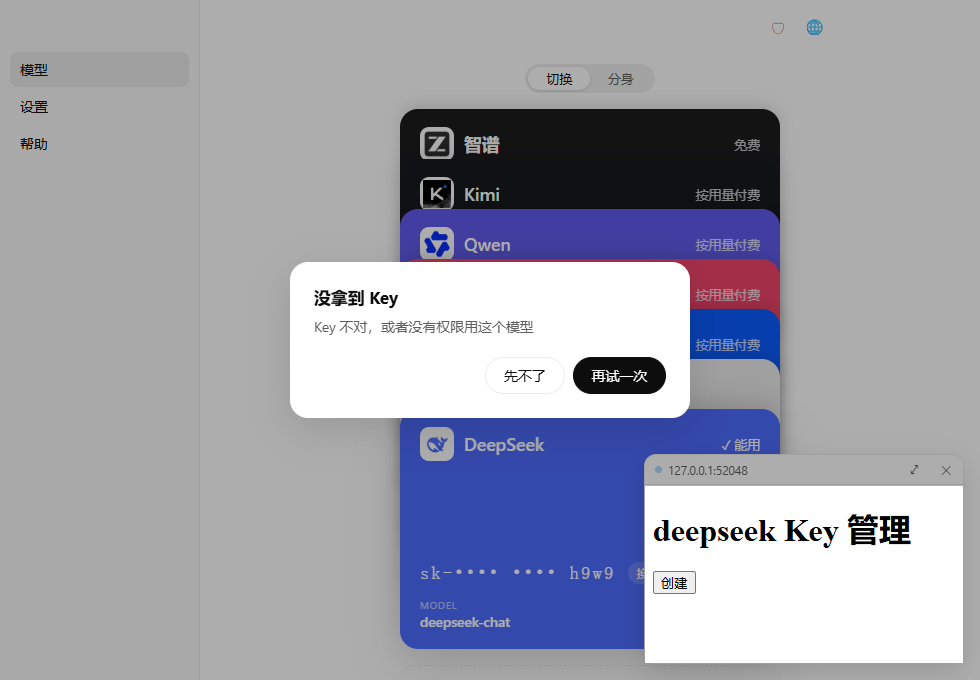 模型
设置
帮助
切换
分身
智谱
免费
Kimi
按用量付费
Qwen
按用量付费
按用量付费
按用量付费
没拿到 Key
Key 不对，或者没有权限用这个模型
先不了
再试一次
DeepSeek
✓ 能用
sk-•••• •••• h9w9
MODEL
deepseek-chat
127.0.0.1:52048
deepseek Key 管理
创建